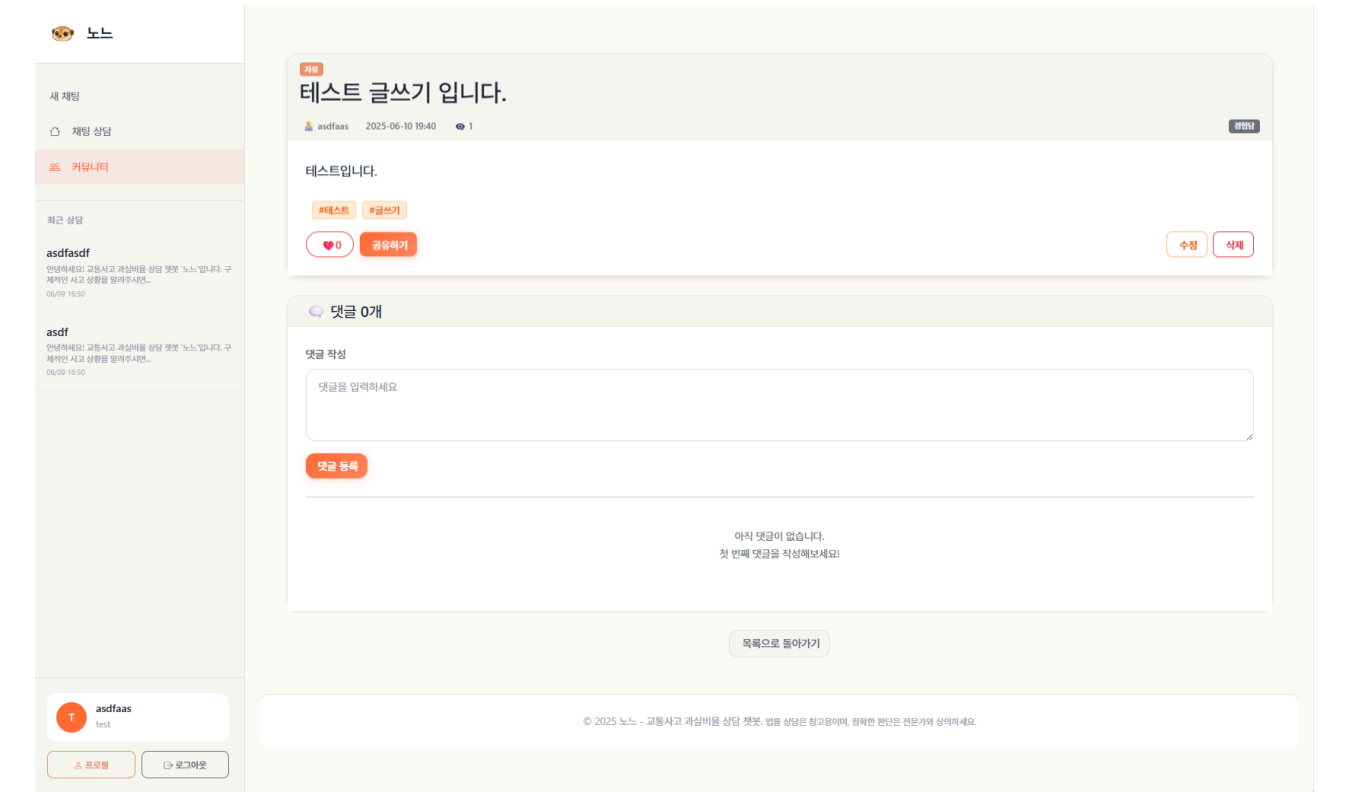 노느
새 채팅
채팅 상담
커뮤니티
최근 상담
asdfasdf
안녕하세요! 교통사고 과실비율 상담 챗봇 '노느'입니다. 구
체적인 사고 상황을 알려주시면...
06/09 16:50
asdf
안녕하세요! 교통사고 과실비율 상담 챗봇 '노느'입니다. 구
체적인 사고 상황을 알려주시면...
06/09 16:50
asdfaas
T
test
프로필
로그아웃
자유
테스트 글쓰기 입니다.
asdfaas 2025-06-10 19:40 1
경험담
테스트입니다.
#테스트 #글쓰기
0 공유하기
수정 삭제
댓글 0개
댓글 작성
댓글을 입력하세요
댓글 등록
아직 댓글이 없습니다.
첫 번째 댓글을 작성해보세요!
목록으로 돌아가기
© 2025 노느 - 교통사고 과실비율 상담 챗봇. 법률 상담은 참고용이며, 정확한 판단은 전문가와 상의하세요.